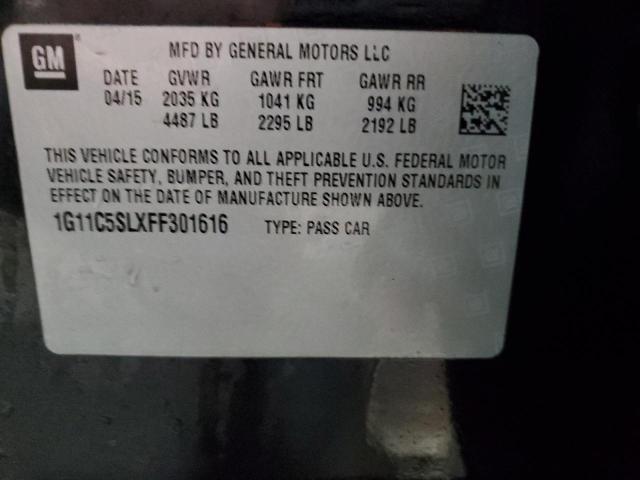 GM
MFD BY GENERAL MOTORS LLC
DATE GVWR GAWR FRT GAWR RR
04/15 2035 KG 1041 KG 994 KG
4487 LB 2295 LB 2192 LB
THIS VEHICLE CONFORMS TO ALL APPLICABLE U.S. FEDERAL MOTOR
VEHICLE SAFETY, BUMPER, AND THEFT PREVENTION STANDARDS IN
EFFECT ON THE DATE OF MANUFACTURE SHOWN ABOVE.
1G11C5SLXFF301616 TYPE: PASS CAR